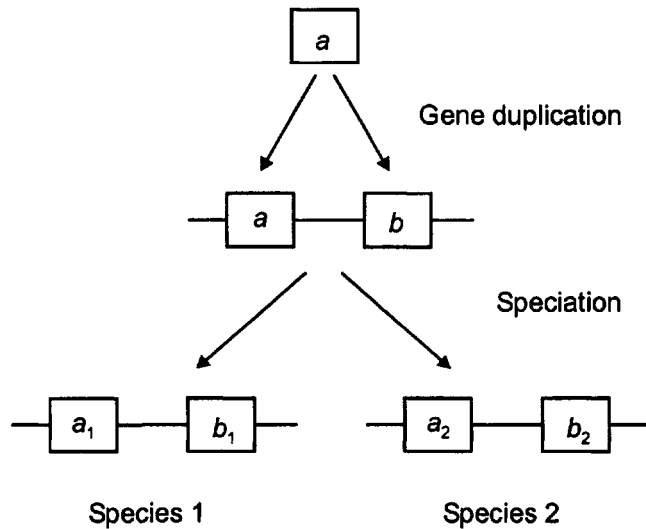 a
Gene duplication
a b
Speciation
a₁ b₁ a₂ b₂
Species 1 Species 2